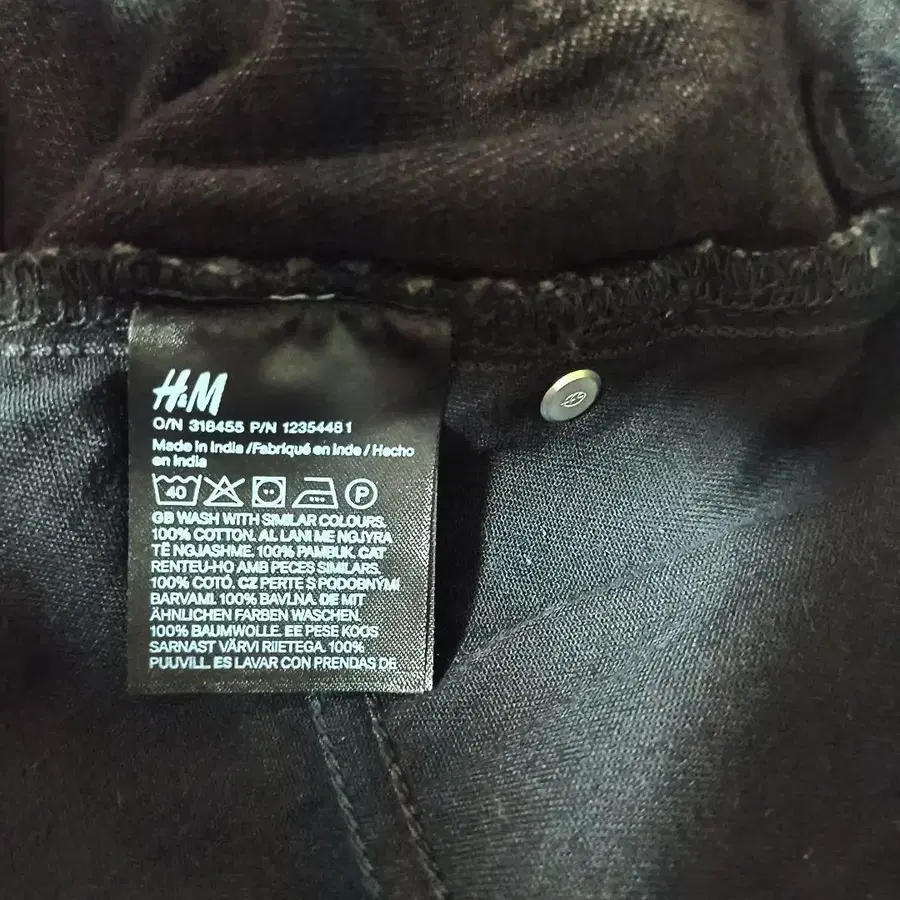 H&M
O/N 318455 P/N 12354481
Made in India /Fabriqué en Inde / Hecho
en India
40 P
GB WASH WITH SIMILAR COLOURS.
100% COTTON. AL LANI ME NGJYRA
TË NGJASHME. 100% PAMBUK. CAT
RENTEU-HO AMB PECES SIMILARS.
100% COTÓ. CZ PERTE S PODOBNÝMI
BARVAMI. 100% BAVLNA. DE MIT
ÄHNLICHEN FARBEN WASCHEN.
100% BAUMWOLLE. EE PESE KOOS
SARNAST VÄRVI RIIETEGA. 100%
PUUVILL. ES LAVAR CON PRENDAS DE